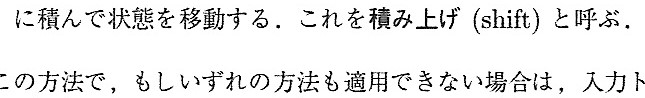 に積んで状態を移動する．これを積み上げ (shift) と呼ぶ．
この方法で，もしいずれの方法も適用できない場合は，入力ト